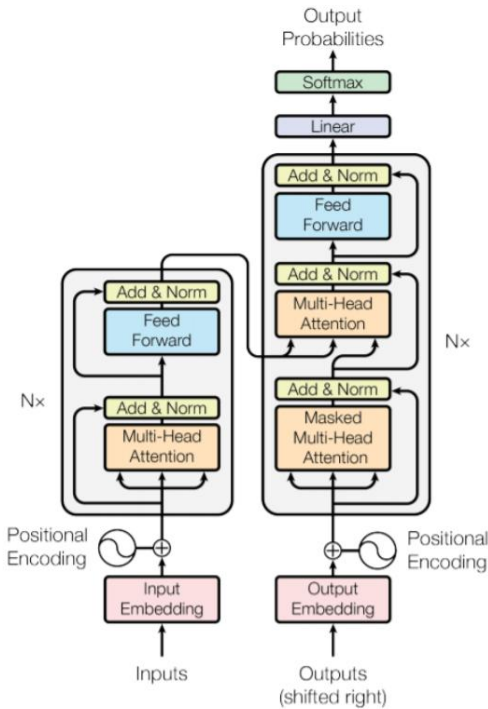 Output
Probabilities
Softmax
Linear
Add & Norm
Feed
Forward
Add & Norm
Multi-Head
Attention
Nx
Add & Norm
Masked
Multi-Head
Attention
Add & Norm
Feed
Forward
Nx
Add & Norm
Multi-Head
Attention
Positional
Encoding
Positional
Encoding
Input
Embedding
Output
Embedding
Inputs
Outputs
(shifted right)